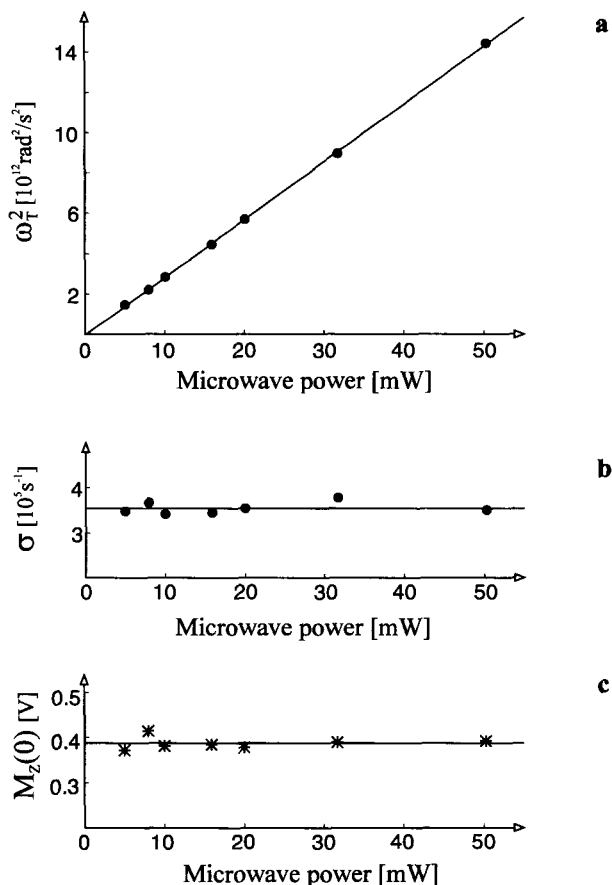 a
14
10
6
2
ω_T^2 [10^12 rad^2/s^2]
0 10 20 30 40 50
Microwave power [mW]
b
4
3
σ [10^5 s^-1]
0 10 20 30 40 50
Microwave power [mW]
c
0.5
0.4
0.3
M_z(0) [V]
0 10 20 30 40 50
Microwave power [mW]